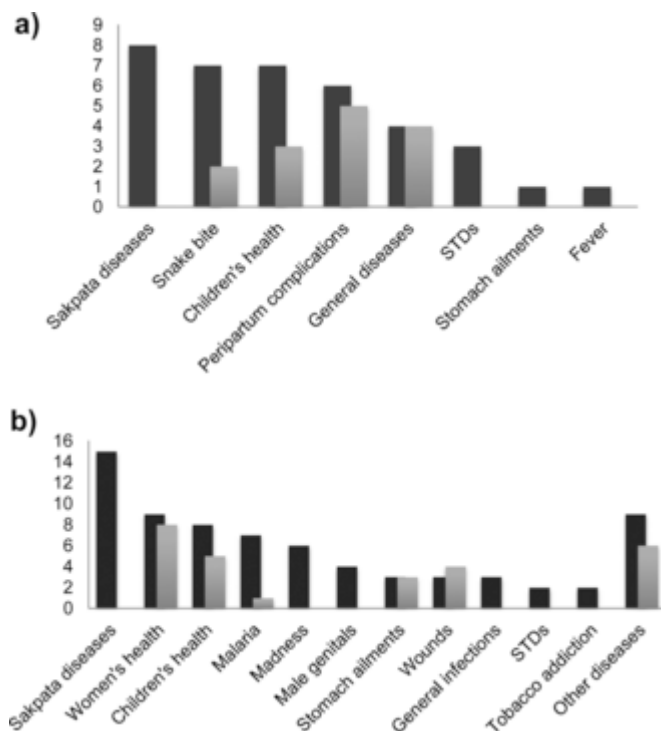 a)
9
8
7
6
5
4
3
2
1
0
Sakpata diseases
Snake bite
Children's health
Peripartum complications
General diseases
STDs
Stomach ailments
Fever
b)
16
14
12
10
8
6
4
2
0
Sakpata diseases
Women's health
Children's health
Malaria
Madness
Male genitals
Stomach ailments
Wounds
General infections
STDs
Tobacco addiction
Other diseases